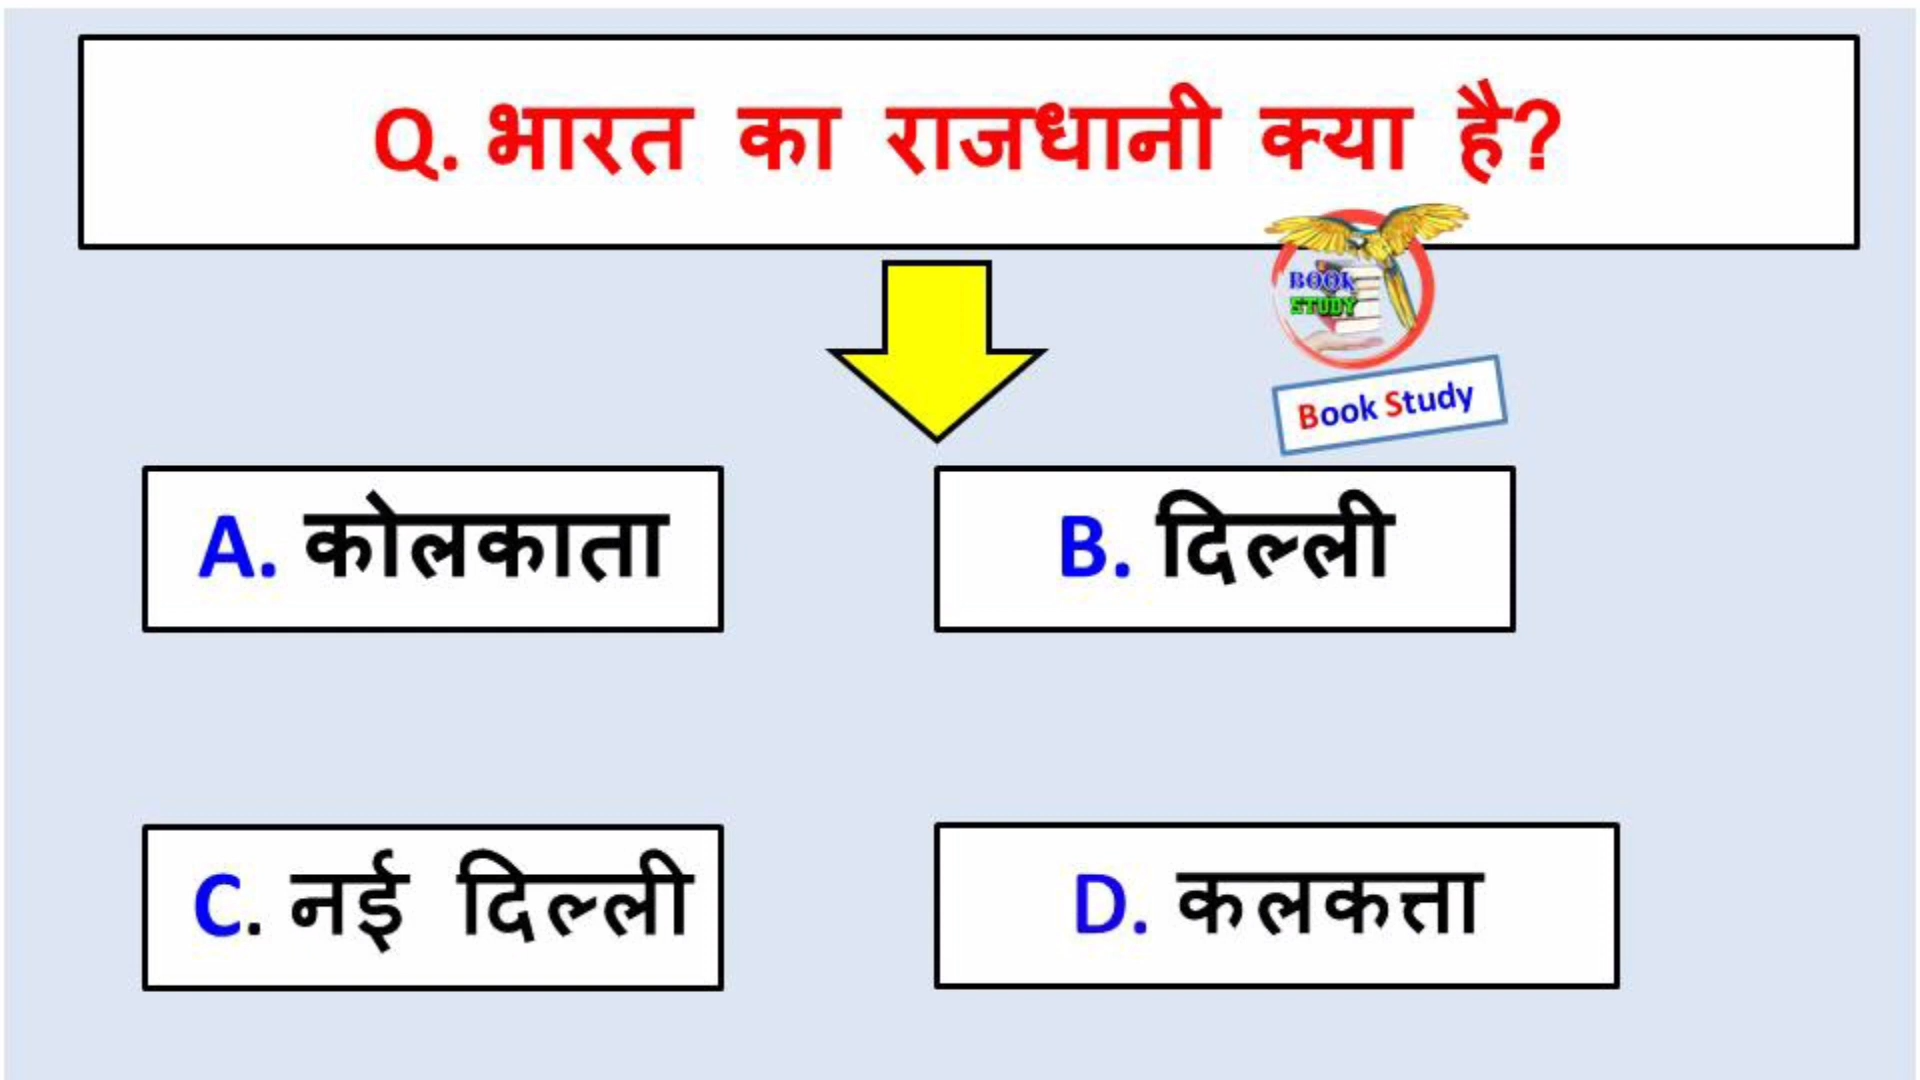 Q. भारत का राजधानी क्या है?
BOOK
STUDY
Book Study
A. कोलकाता
B. दिल्ली
C. नई दिल्ली
D. कलकत्ता